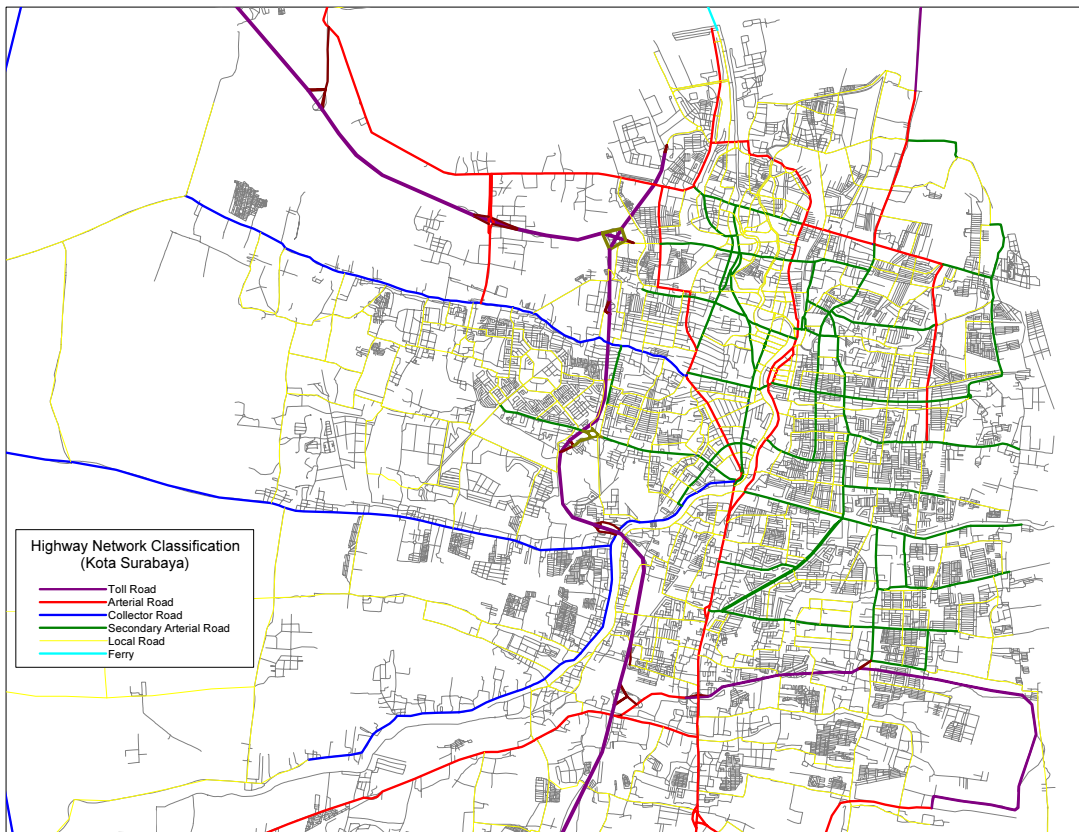 Highway Network Classification
(Kota Surabaya)
Toll Road
Arterial Road
Collector Road
Secondary Arterial Road
Local Road
Ferry